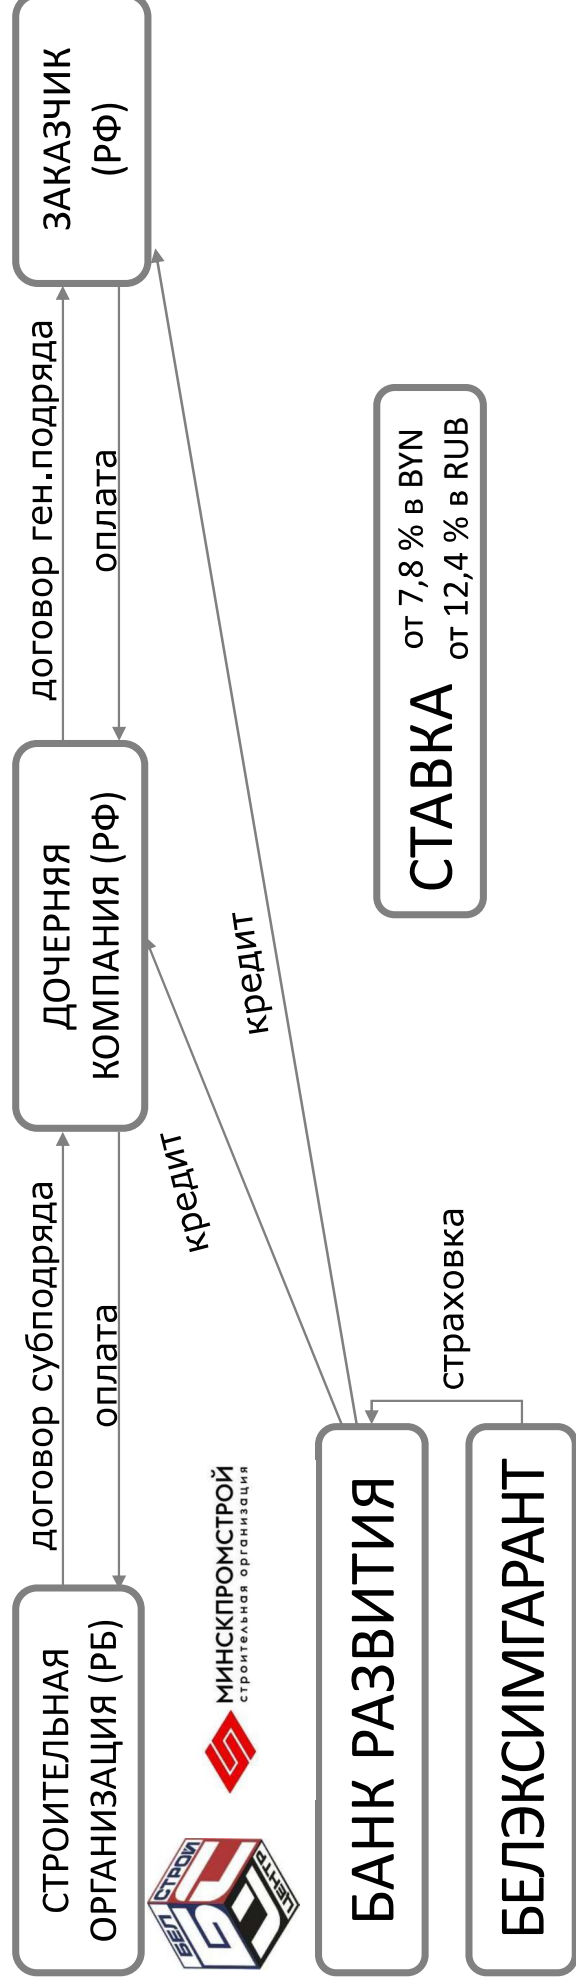 СТРОИТЕЛЬНАЯ
ОРГАНИЗАЦИЯ (РБ)
договор субподряда
оплата
ДОЧЕРНЯЯ
КОМПАНИЯ (РФ)
договор ген.подряда
оплата
ЗАКАЗЧИК
(РФ)
БЕЛ
СТРОЙ
ЦЕНТР
МИНСКПРОМСТРОЙ
строительная организация
кредит
кредит
БАНК РАЗВИТИЯ
страховка
БЕЛЭКСИМГАРАНТ
СТАВКА
от 7,8 % в BYN
от 12,4 % в RUB